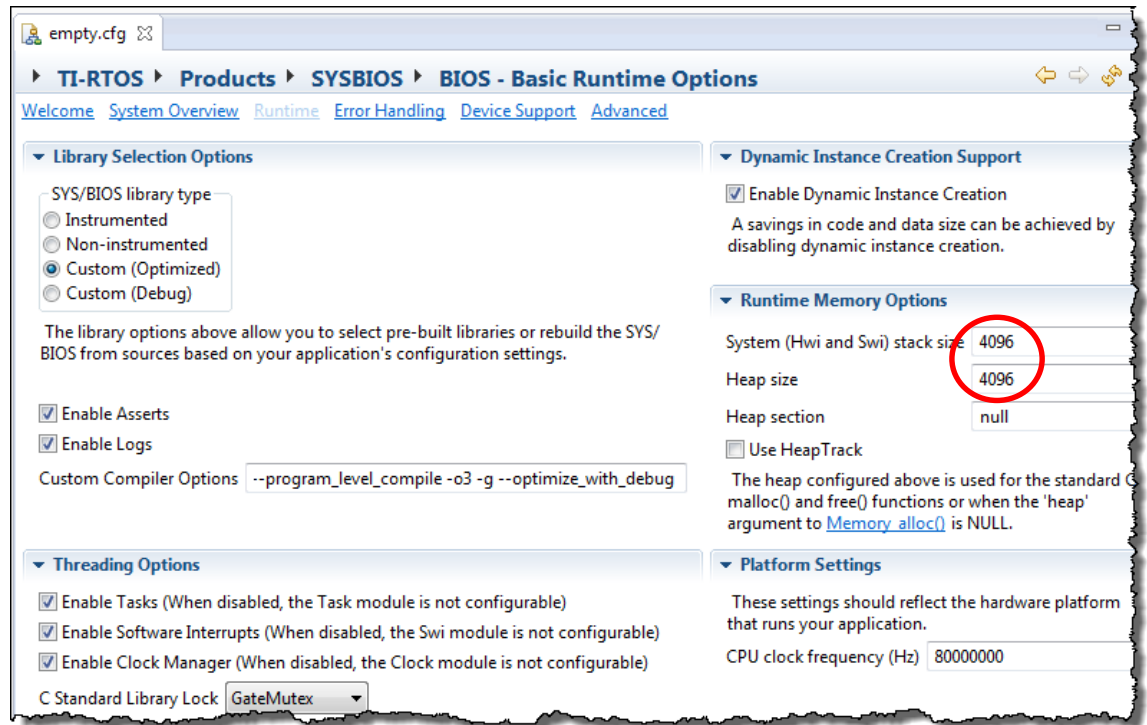 empty.cfg
TI-RTOS Products SYSBIOS BIOS - Basic Runtime Options
Welcome System Overview Runtime Error Handling Device Support Advanced
Library Selection Options
SYS/BIOS library type
Instrumented
Non-instrumented
Custom (Optimized)
Custom (Debug)
The library options above allow you to select pre-built libraries or rebuild the SYS/
BIOS from sources based on your application's configuration settings.
Enable Asserts
Enable Logs
Custom Compiler Options --program_level_compile -o3 -g --optimize_with_debug
Threading Options
Enable Tasks (When disabled, the Task module is not configurable)
Enable Software Interrupts (When disabled, the Swi module is not configurable)
Enable Clock Manager (When disabled, the Clock module is not configurable)
C Standard Library Lock GateMutex
Dynamic Instance Creation Support
Enable Dynamic Instance Creation
A savings in code and data size can be achieved by
disabling dynamic instance creation.
Runtime Memory Options
System (Hwi and Swi) stack size 4096
Heap size 4096
Heap section null
Use HeapTrack
The heap configured above is used for the standard C
malloc() and free() functions or when the 'heap'
argument to Memory_alloc() is NULL.
Platform Settings
These settings should reflect the hardware platform
that runs your application.
CPU clock frequency (Hz) 80000000